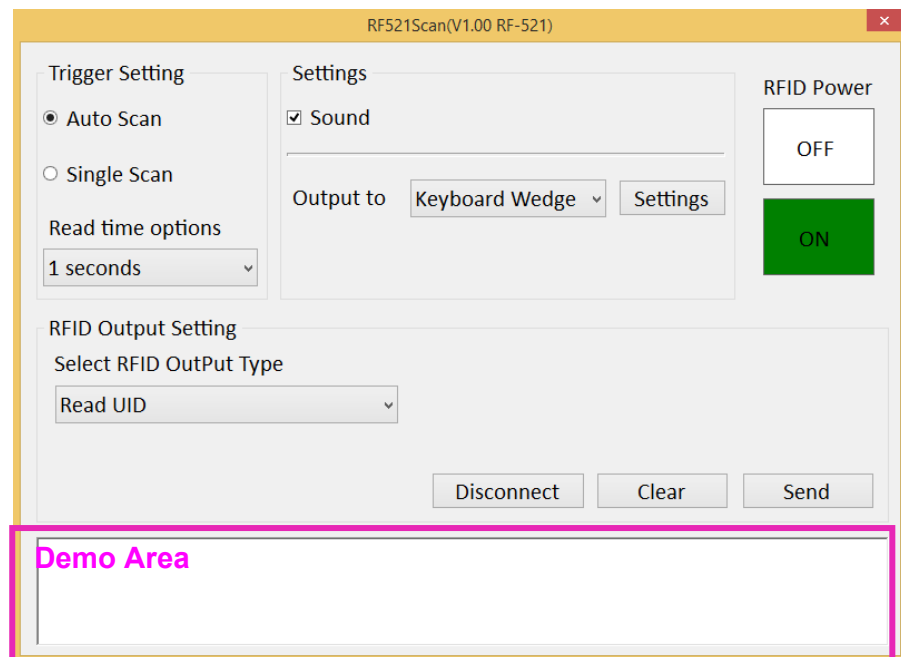 RF521Scan(V1.00 RF-521)
Trigger Setting
Auto Scan
Single Scan
Read time options
1 seconds
Settings
Sound
Output to
Keyboard Wedge
Settings
RFID Power
OFF
ON
RFID Output Setting
Select RFID OutPut Type
Read UID
Disconnect
Clear
Send
Demo Area